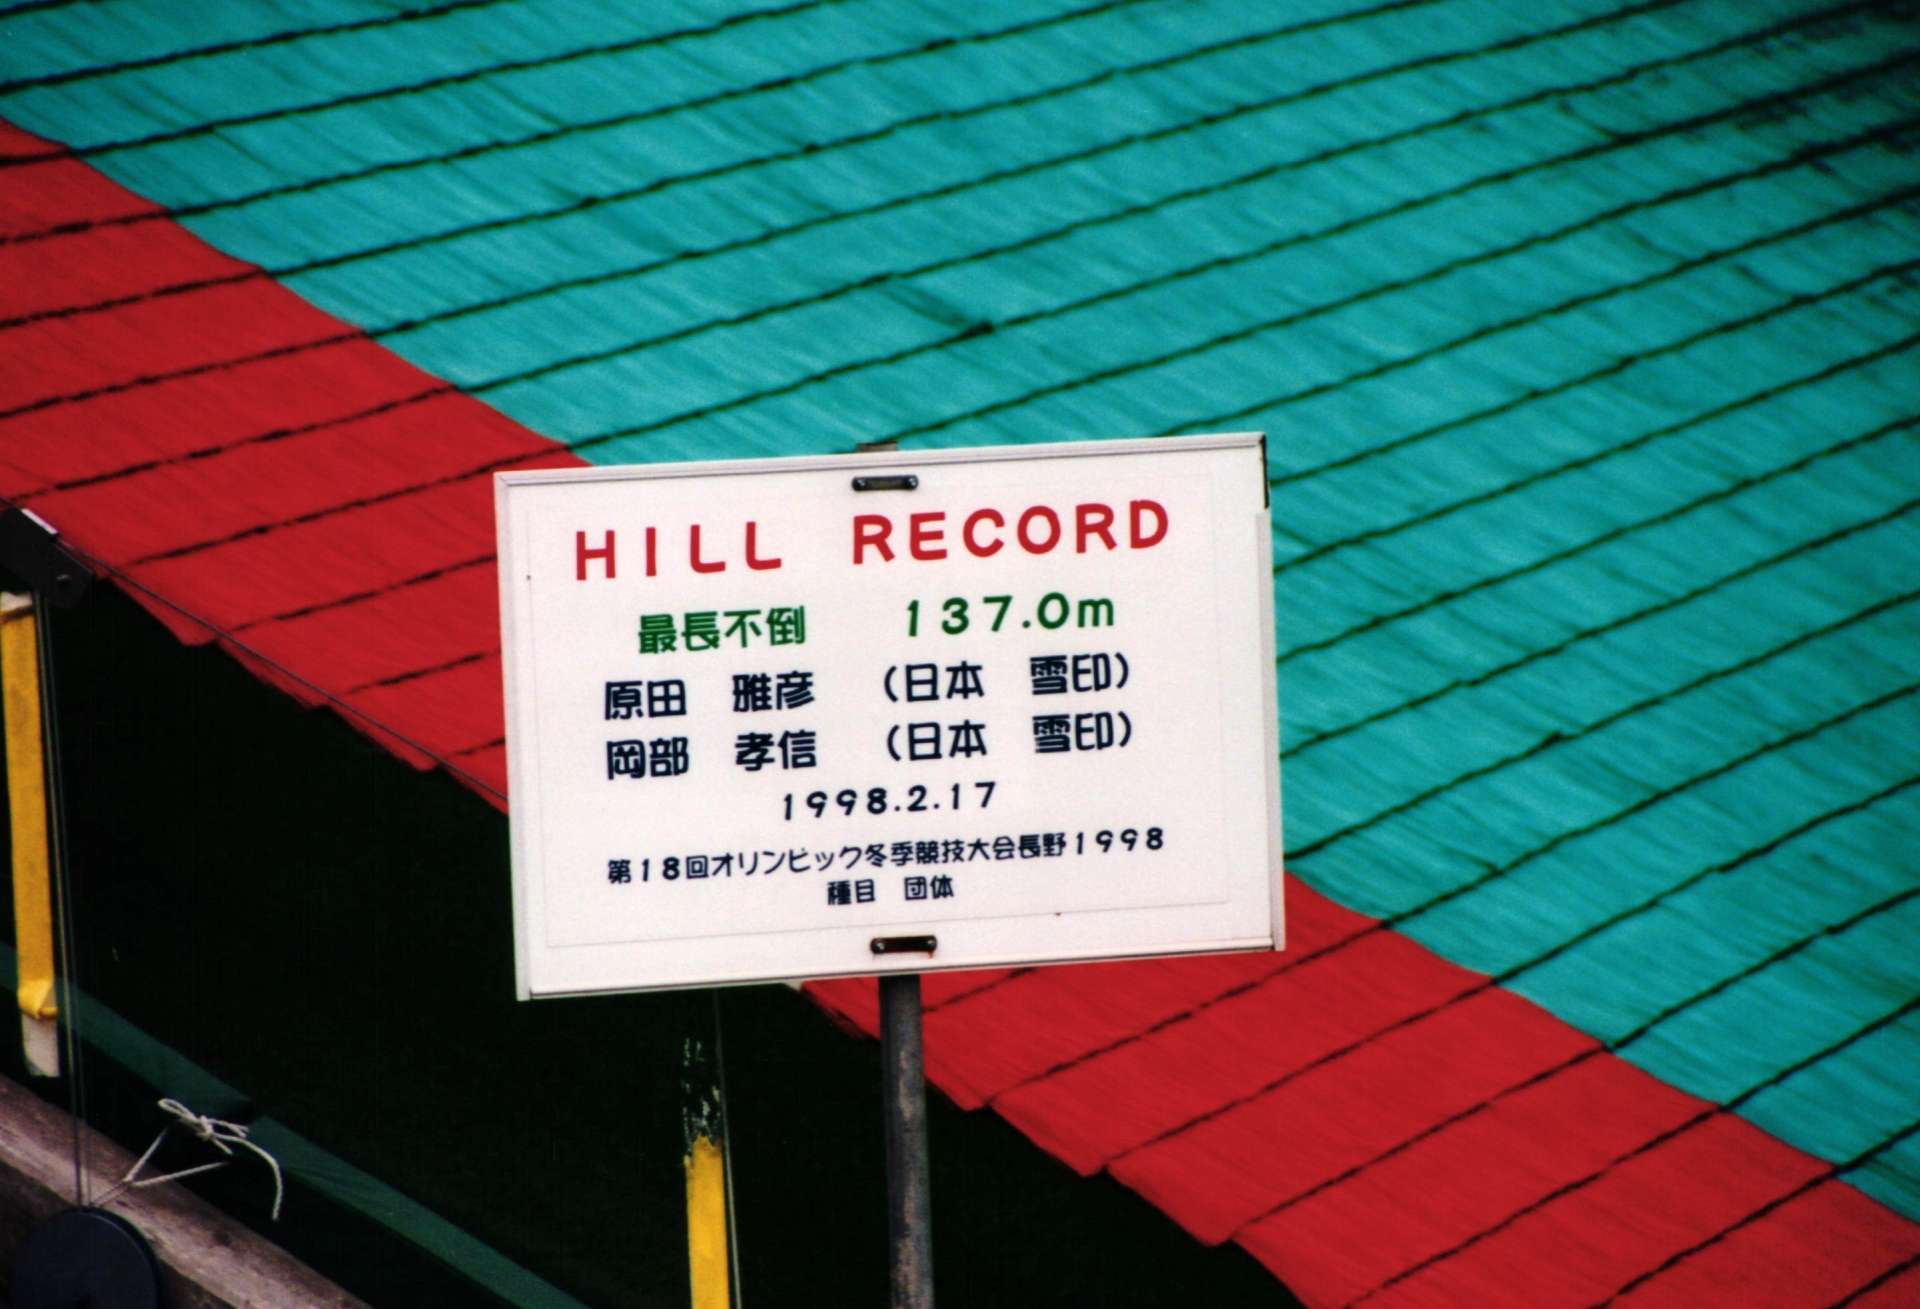 HILL RECORD
最長不倒 137.0m
原田 雅彦 (日本 雪印)
岡部 孝信 (日本 雪印)
1998.2.17
第18回オリンピック冬季競技大会長野1998
種目 団体